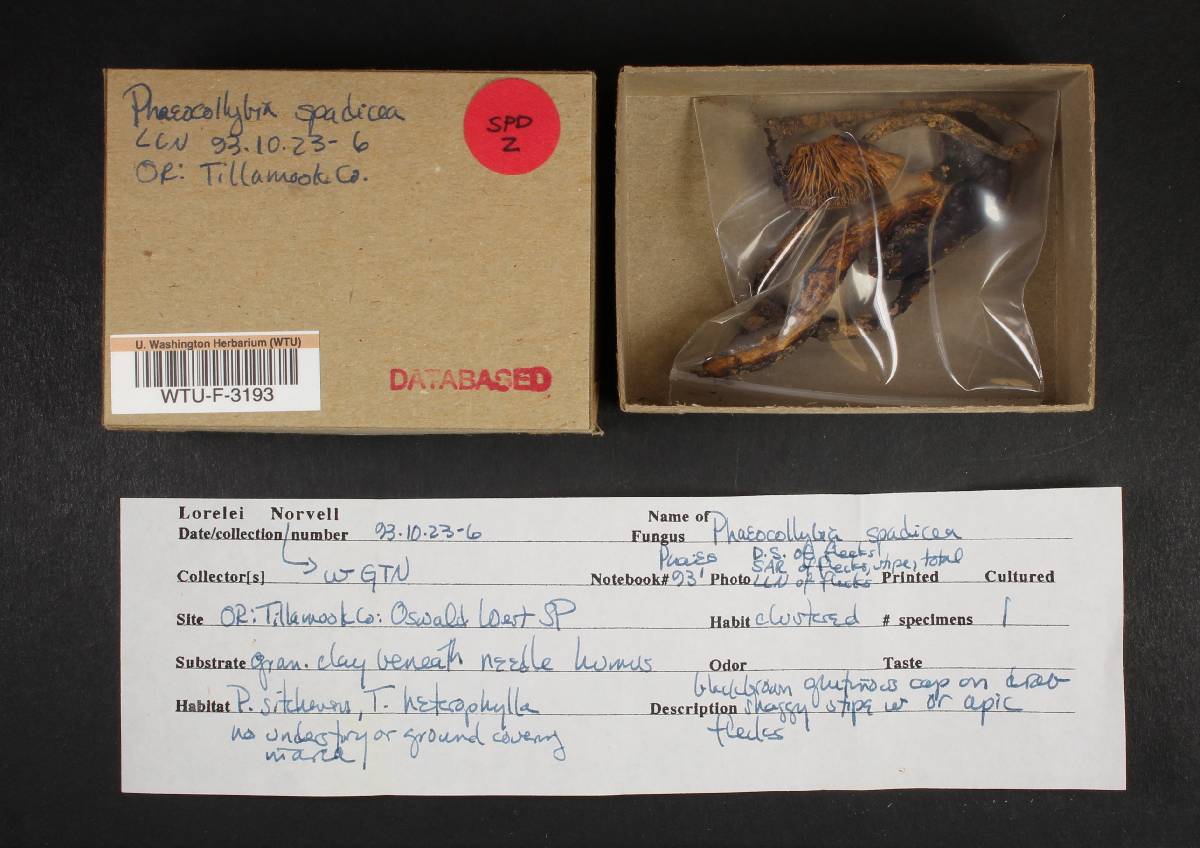 Phaeocollybia spadicea
LLN 93.10.23-6
OR: Tillamook Co.
SPD
2
U. Washington Herbarium (WTU)
WTU-F-3193
DATABASED
Lorelei Norvell
Date/collection/number 93.10.23-6
Name of
Fungus Phaeocollybia spadicea
Collector[s] w GTN
Notebook# 93' Photo
D.S. of flecks
SAR of flecks, stipe, total
LLN of flecks
Printed Cultured
Site OR: Tillamook Co: Oswald West SP
Habit clustered # specimens 1
Substrate gran. clay beneath needle humus
Odor Taste
Habitat P. sitchensis, T. heterophylla
no understory or ground covering
Description blackbrown glutinous cap on drab
shaggy stipe w or apic
flecks